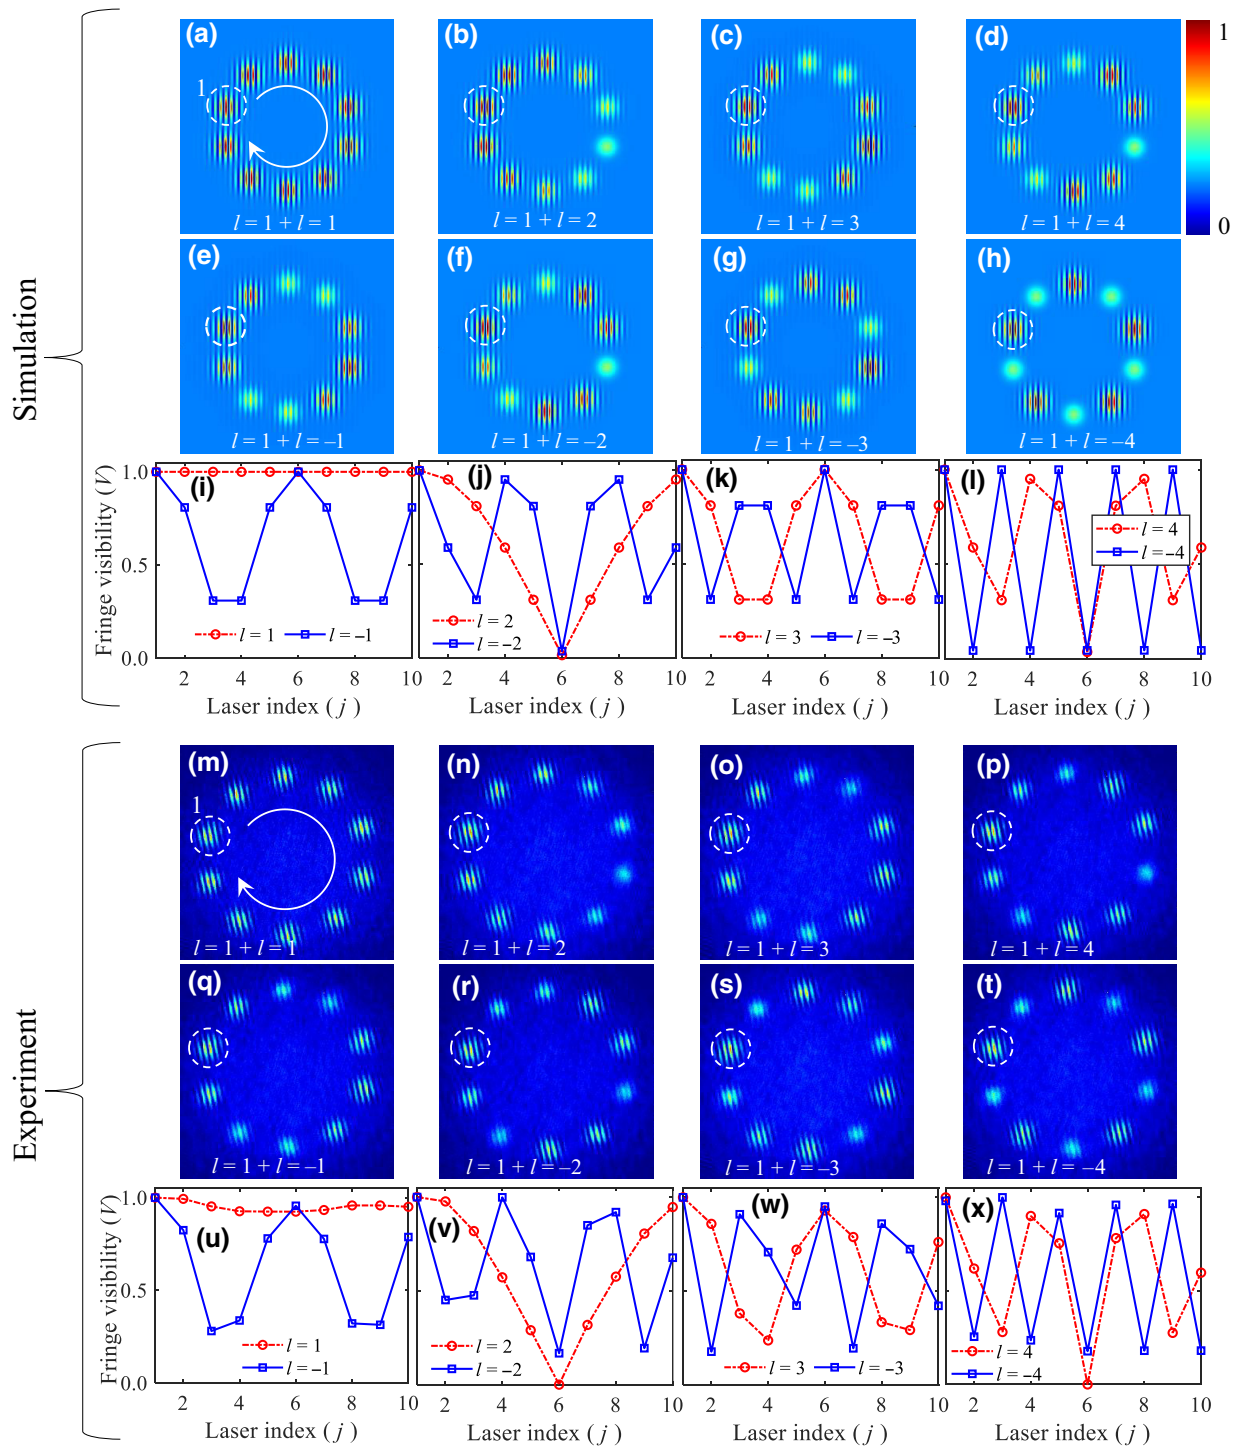 Simulation
(a)
1
l = 1 + l = 1
(b)
l = 1 + l = 2
(c)
l = 1 + l = 3
(d)
l = 1 + l = 4
1
0
(e)
l = 1 + l = –1
(f)
l = 1 + l = –2
(g)
l = 1 + l = –3
(h)
l = 1 + l = –4
Fringe visibility (V)
1.0
0.5
0.0
(i)
l = 1
l = –1
2 4 6 8 10
Laser index ( j )
(j)
l = 2
l = –2
2 4 6 8 10
Laser index ( j )
(k)
l = 3
l = –3
2 4 6 8 10
Laser index ( j )
(l)
l = 4
l = –4
2 4 6 8 10
Laser index ( j )
Experiment
(m)
1
l = 1 + l = 1
(n)
l = 1 + l = 2
(o)
l = 1 + l = 3
(p)
l = 1 + l = 4
(q)
l = 1 + l = –1
(r)
l = 1 + l = –2
(s)
l = 1 + l = –3
(t)
l = 1 + l = –4
Fringe visibility (V)
1.0
0.5
0.0
(u)
l = 1
l = –1
2 4 6 8 10
Laser index ( j )
(v)
l = 2
l = –2
2 4 6 8 10
Laser index ( j )
(w)
l = 3
l = –3
2 4 6 8 10
Laser index ( j )
(x)
l = 4
l = –4
2 4 6 8 10
Laser index ( j )